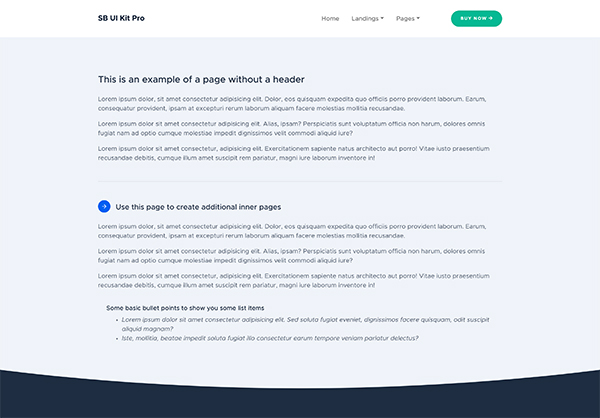 SB UI Kit Pro
Home Landings Pages BUY NOW
This is an example of a page without a header
Lorem ipsum dolor, sit amet consectetur adipisicing elit. Dolor, eos quisquam expedita quo officiis porro provident laborum. Earum,
consequatur provident, ipsam at excepturi rerum laborum aliquam facere molestias mollitia recusandae.
Lorem ipsum dolor sit amet consectetur adipisicing elit. Alias, ipsam? Perspiciatis sunt voluptatum officiis non harum, dolores omnis
fugiat nam ad optio cumque molestias impedit dignissimos velit aliquam confirm iure!
Lorem ipsum dolor sit amet, consectetur adipisicing elit. Exercitationem sapiente natus architecto aut porro! Vitae iusto praesentium
recusandae debitis, cumque illum amet suscipit rem pariatur, magni iure laborum inventore in!
Use this page to create additional inner pages
Lorem ipsum dolor, sit amet consectetur adipisicing elit. Dolor, eos quisquam expedita quo officiis porro provident laborum. Earum,
consequatur provident, ipsam at excepturi rerum laborum aliquam facere molestias mollitia recusandae.
Lorem ipsum dolor sit amet consectetur adipisicing elit. Alias, ipsam? Perspiciatis sunt voluptatum officiis non harum, dolores omnis
fugiat nam ad optio cumque molestias impedit dignissimos velit aliquam facilis iure?
Lorem ipsum dolor sit amet, consectetur adipisicing elit. Exercitationem sapiente natus architecto aut porro! Vitae iusto praesentium
recusandae debitis, cumque illum amet suscipit rem pariatur, magni iure laborum inventore in!
Some basic bullet points to show you some list items
• Lorem ipsum dolor sit amet consectetur adipisicing elit. Sed soluta fugiat eveniet, dignissimos facere quisquam, odit suscipit
aliquid magnam?
• Iste, mollitia, beatae impedit soluta fugiat illo consectetur earum tempore veniam pariatur delectus?